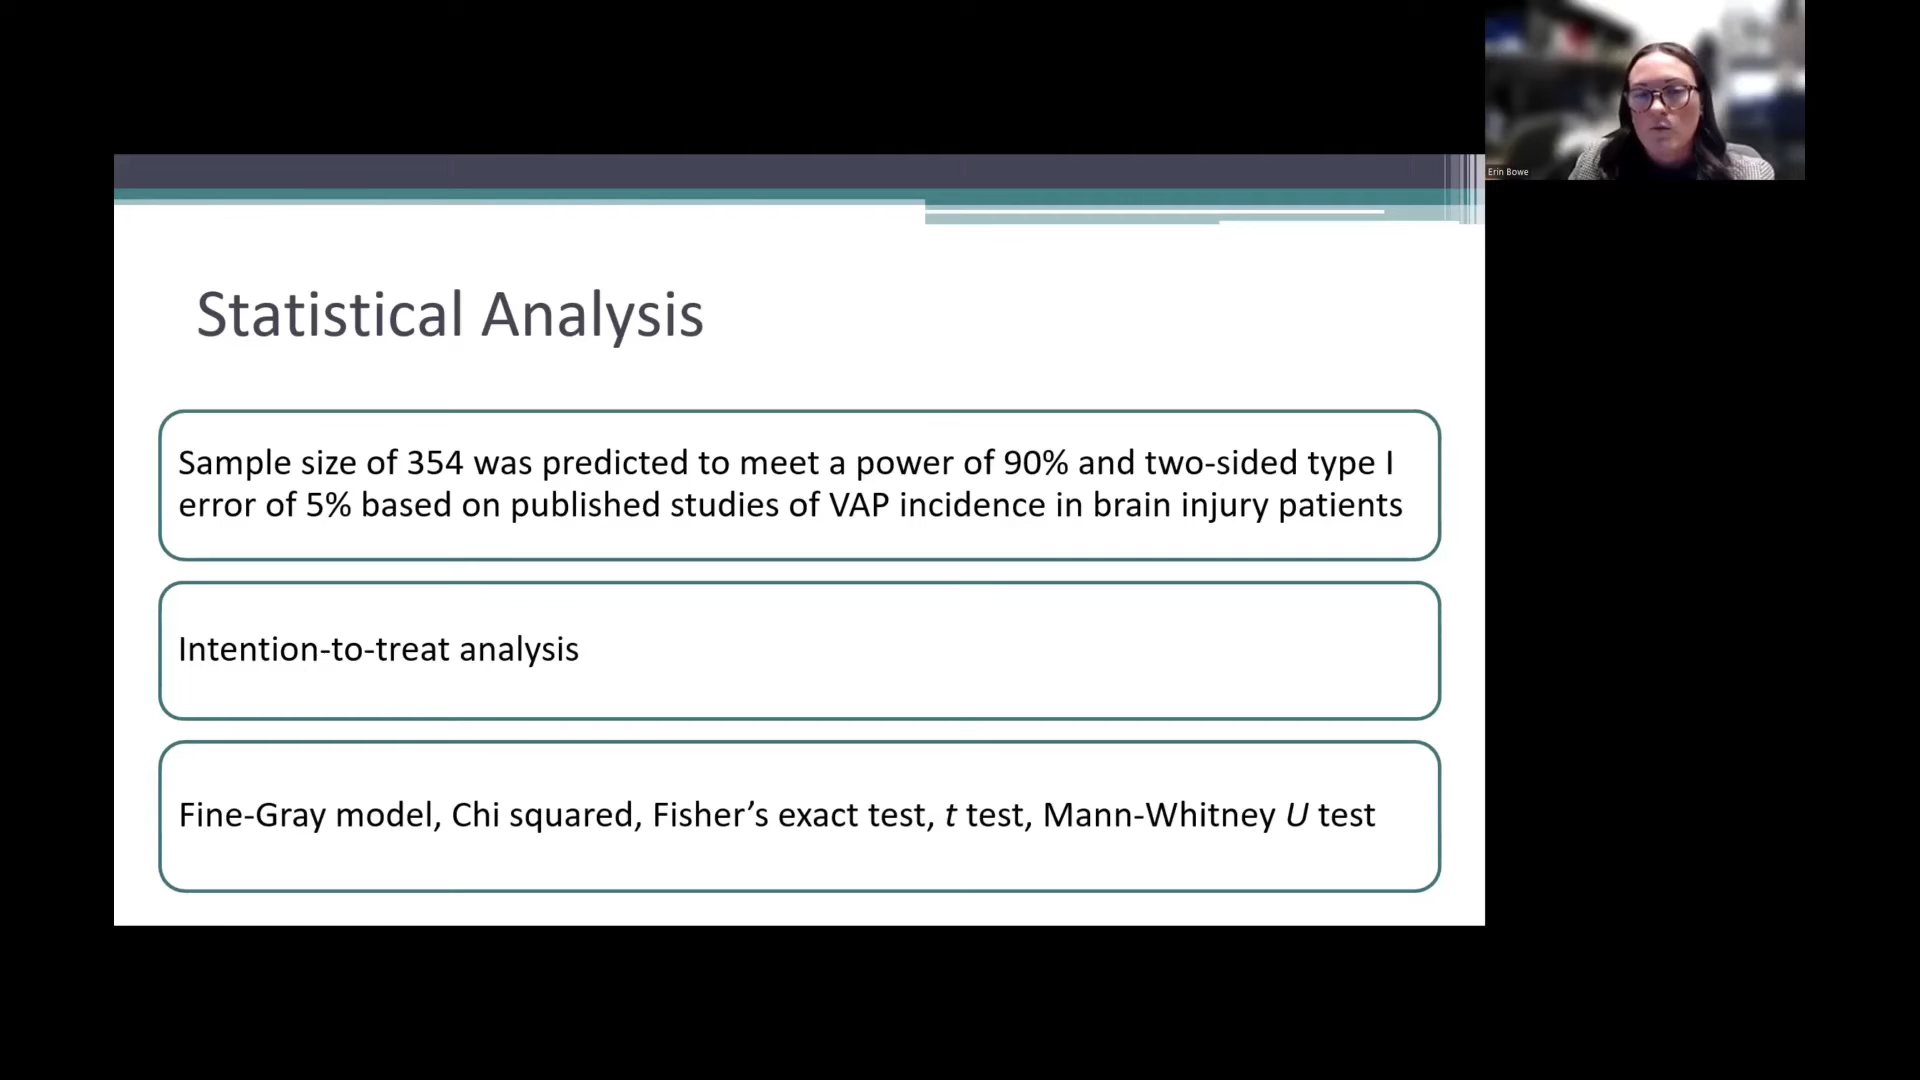 Erin Bowe
Statistical Analysis
Sample size of 354 was predicted to meet a power of 90% and two-sided type I
error of 5% based on published studies of VAP incidence in brain injury patients
Intention-to-treat analysis
Fine-Gray model, Chi squared, Fisher’s exact test, t test, Mann-Whitney U test